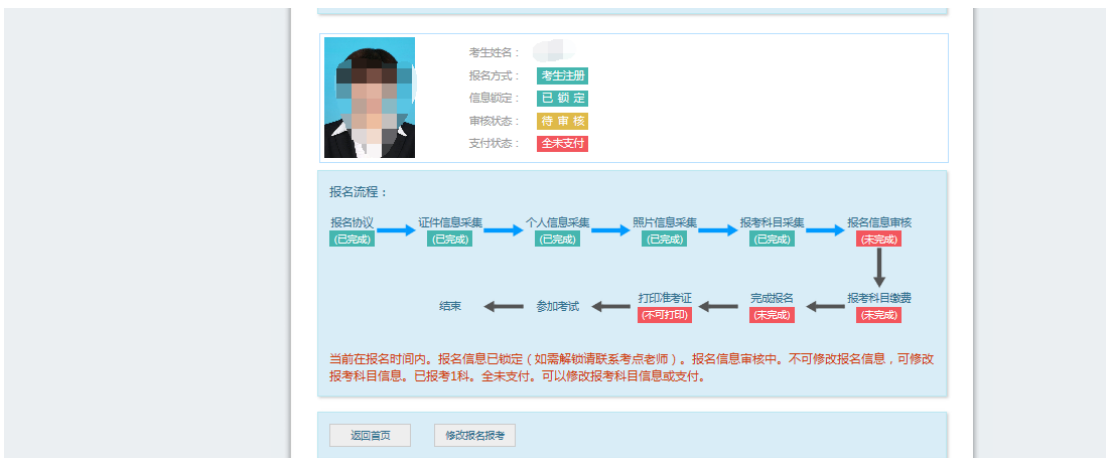 考生姓名：
报名方式： 考生注册
信息锁定： 已 锁 定
审核状态： 待 审 核
支付状态： 全未支付
报名流程：
报名协议 证件信息采集 个人信息采集 照片信息采集 报考科目采集 报名信息审核
(已完成) (已完成) (已完成) (已完成) (已完成) (未完成)
结束 参加考试 打印准考证 完成报名 报考科目缴费
(不可打印) (未完成) (未完成)
当前在报名时间内。报名信息已锁定（如需解锁请联系考点老师）。报名信息审核中。不可修改报名信息，可修改
报考科目信息。已报考1科。全未支付。可以修改报考科目信息或支付。
返回首页 修改报名报考